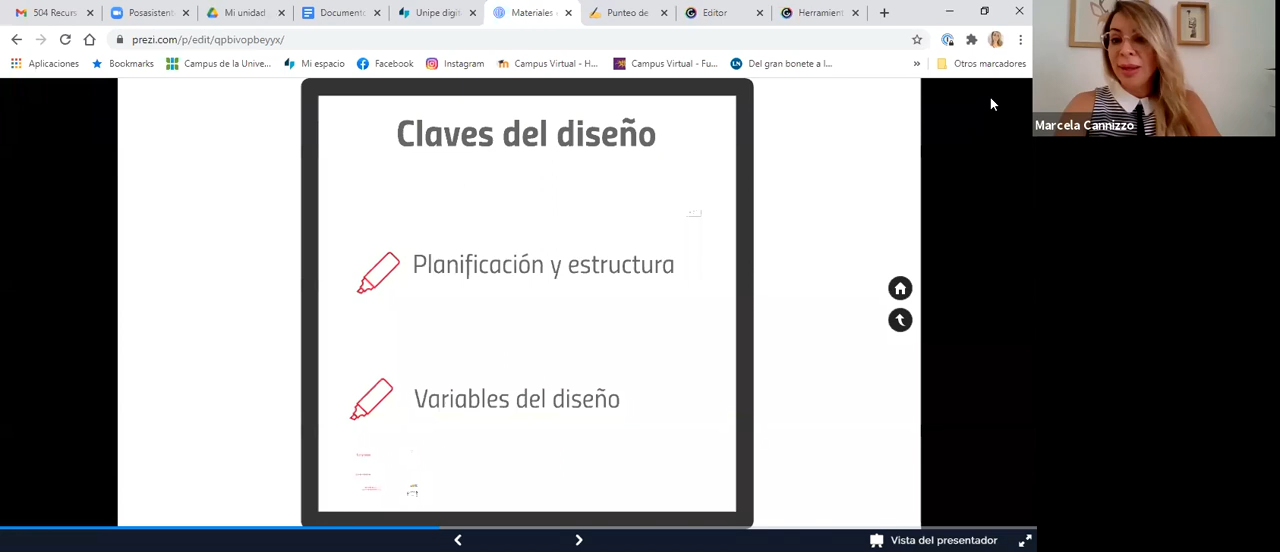 504 Recurs
Posasistent
Mi unidad
Documento
Unipe digit
Materiales
Punteo de
Editor
Herramient
prezi.com/p/edit/qpbivopbeyyx/
Aplicaciones
Bookmarks
Campus de la Unive...
Mi espacio
Facebook
Instagram
Campus Virtual - H...
Campus Virtual - Fu...
Del gran bonete a l...
»
Otros marcadores
Marcela Cannizzo
Claves del diseño
Planificación y estructura
Variables del diseño
Vista del presentador